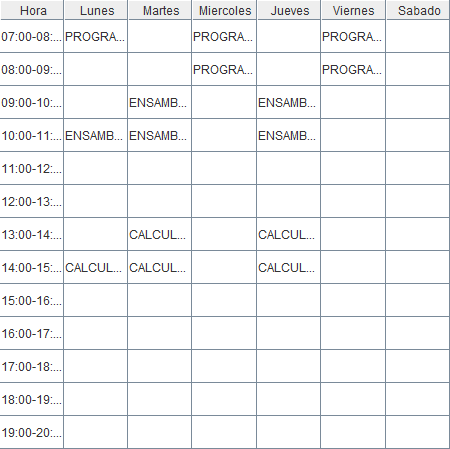 Hora Lunes Martes Miercoles Jueves Viernes Sabado
07:00-08:... PROGRA... PROGRA... PROGRA...
08:00-09:... PROGRA... PROGRA...
09:00-10:... ENSAMB... ENSAMB...
10:00-11:... ENSAMB... ENSAMB... ENSAMB...
11:00-12:...
12:00-13:...
13:00-14:... CALCUL... CALCUL...
14:00-15:... CALCUL... CALCUL... CALCUL...
15:00-16:...
16:00-17:...
17:00-18:...
18:00-19:...
19:00-20:...